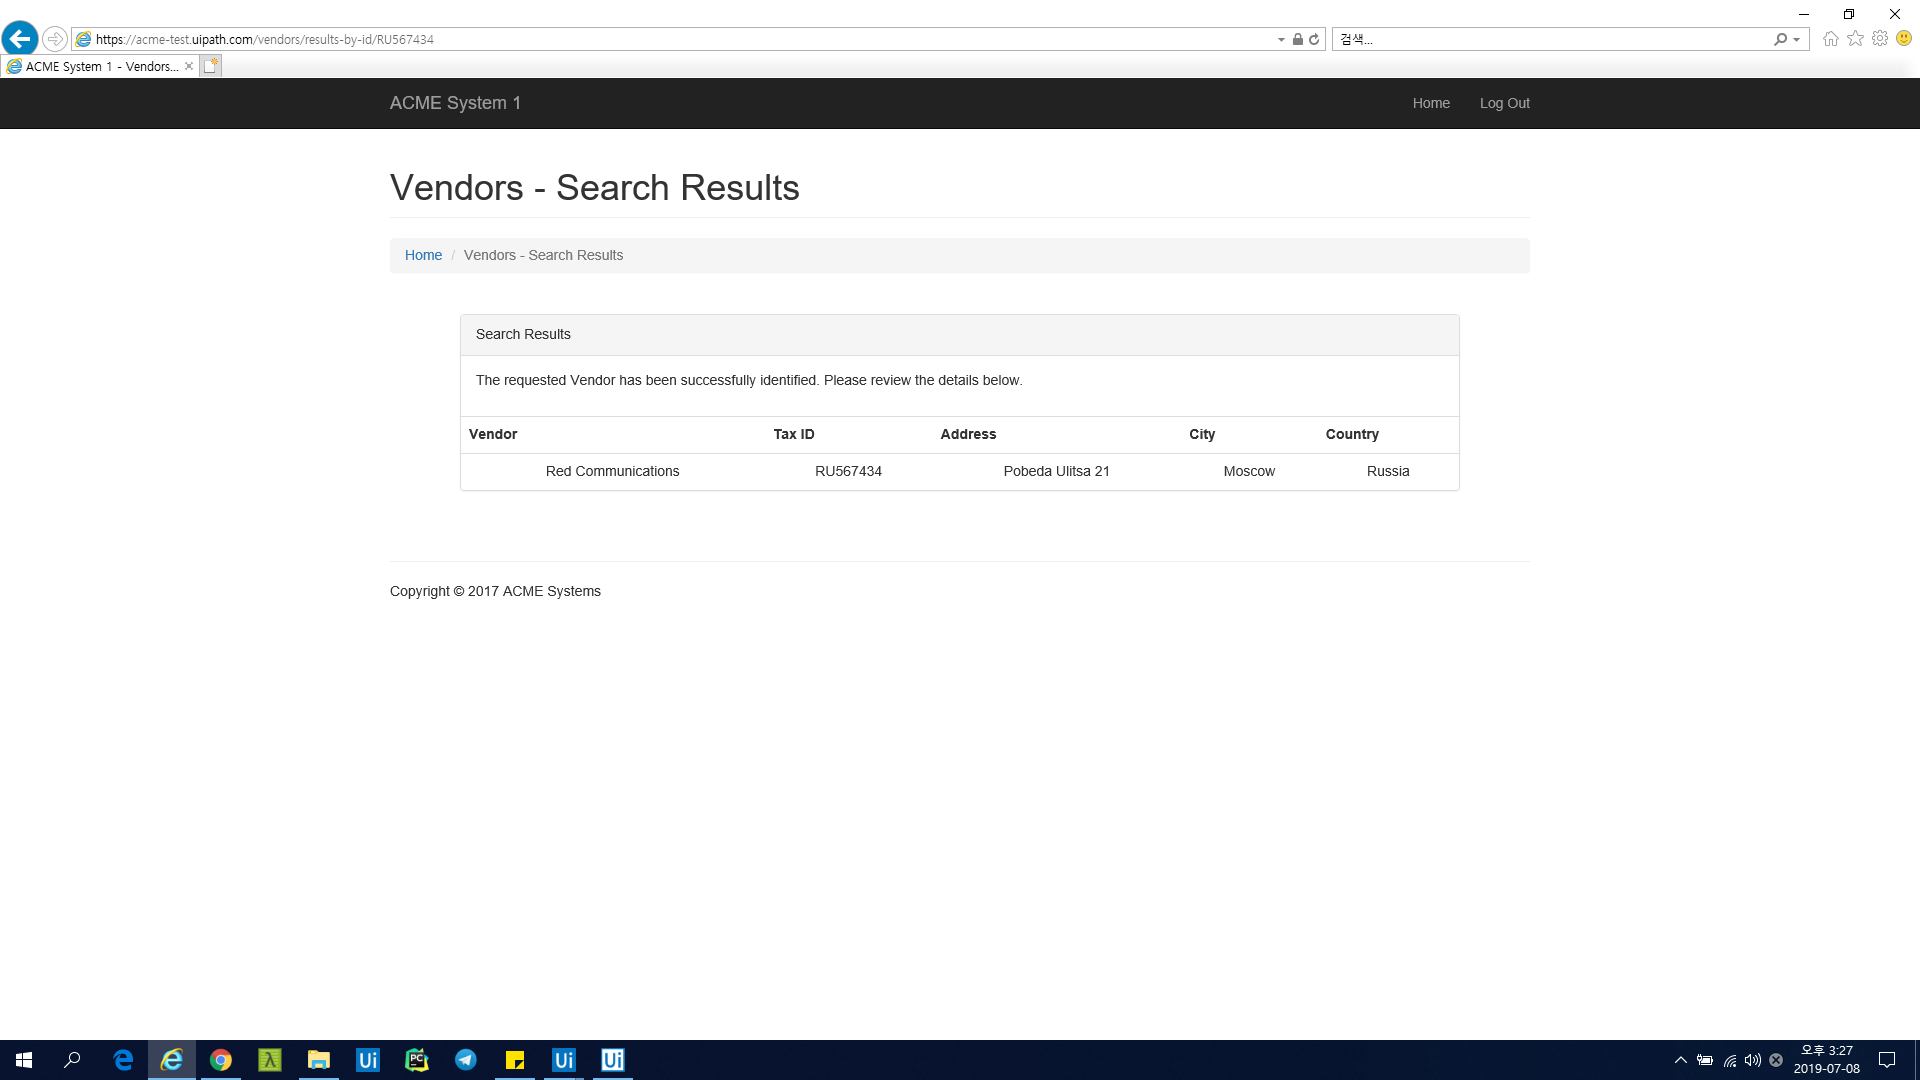 https://acme-test.uipath.com/vendors/results-by-id/RU567434
검색...
ACME System 1 - Vendors...
ACME System 1
Home
Log Out
Vendors - Search Results
Home / Vendors - Search Results
Search Results
The requested Vendor has been successfully identified. Please review the details below.
Vendor Tax ID Address City Country
Red Communications RU567434 Pobeda Ulitsa 21 Moscow Russia
Copyright © 2017 ACME Systems
Ui
PC
Ui
Ui
오후 3:27
2019-07-08